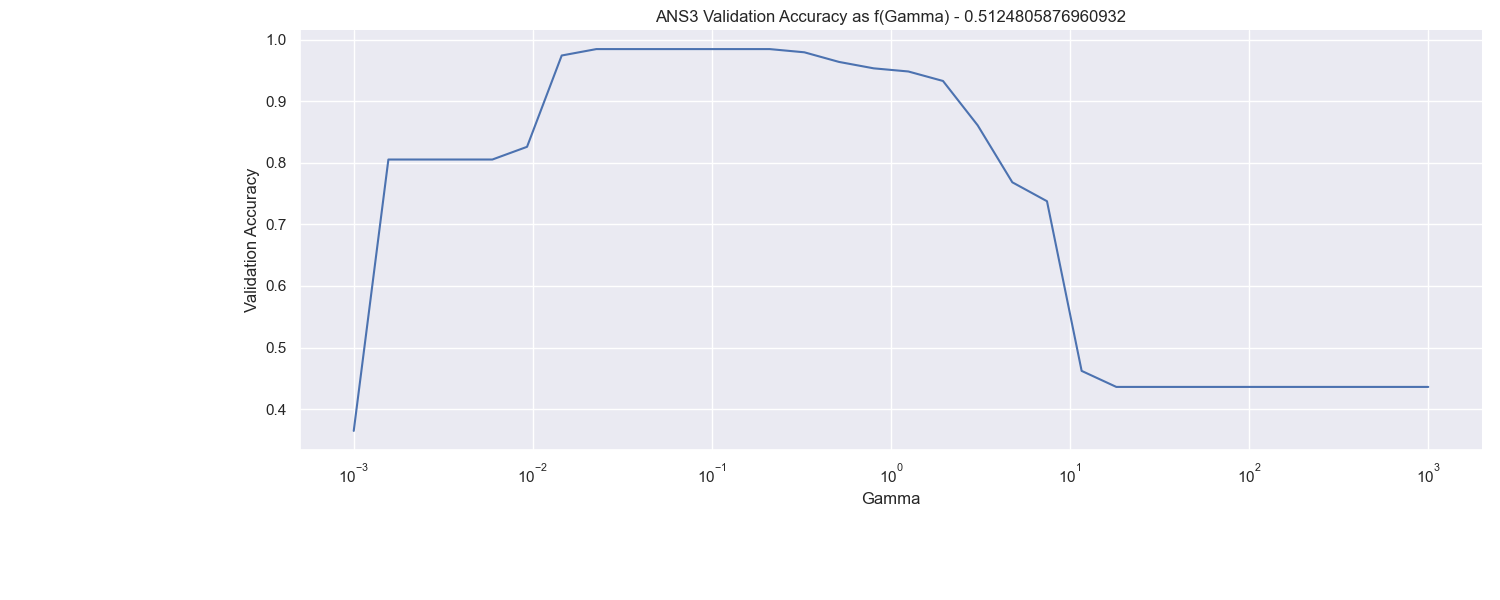 ANS3 Validation Accuracy as f(Gamma) - 0.5124805876960932
1.0
0.9
0.8
0.7
0.6
0.5
0.4
Validation Accuracy
10⁻³ 10⁻² 10⁻¹ 10⁰ 10¹ 10² 10³
Gamma